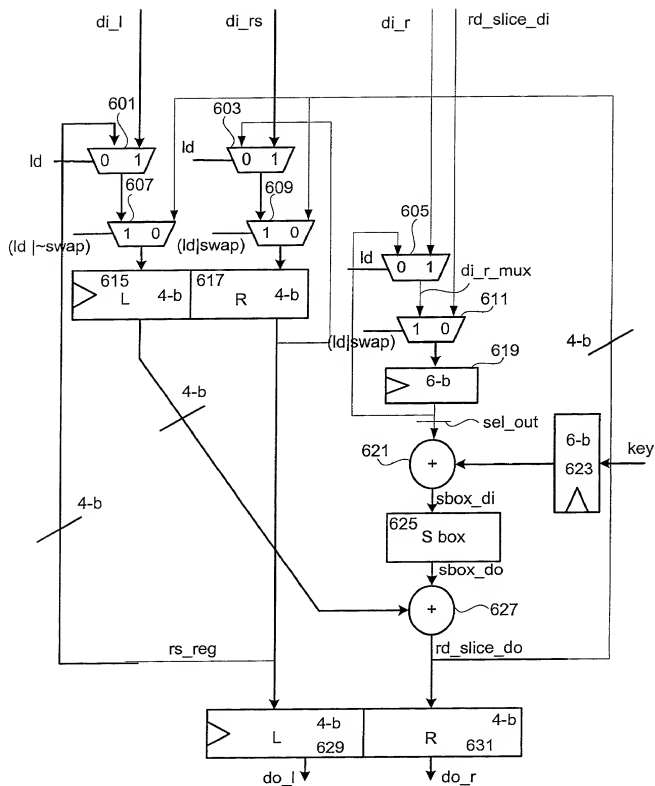 di_l di_rs di_r rd_slice_di
601
603
ld 0 1
ld 0 1
607
609
605
(ld |~swap) 1 0
(ld|swap) 1 0
ld 0 1
di_r_mux
615 L 4-b
617 R 4-b
611
(ld|swap) 1 0
4-b
619
6-b
4-b
sel_out
621 +
6-b 623
key
sbox_di
4-b
625 S box
sbox_do
+ 627
rs_reg
rd_slice_do
L 4-b 629
R 4-b 631
do_l
do_r